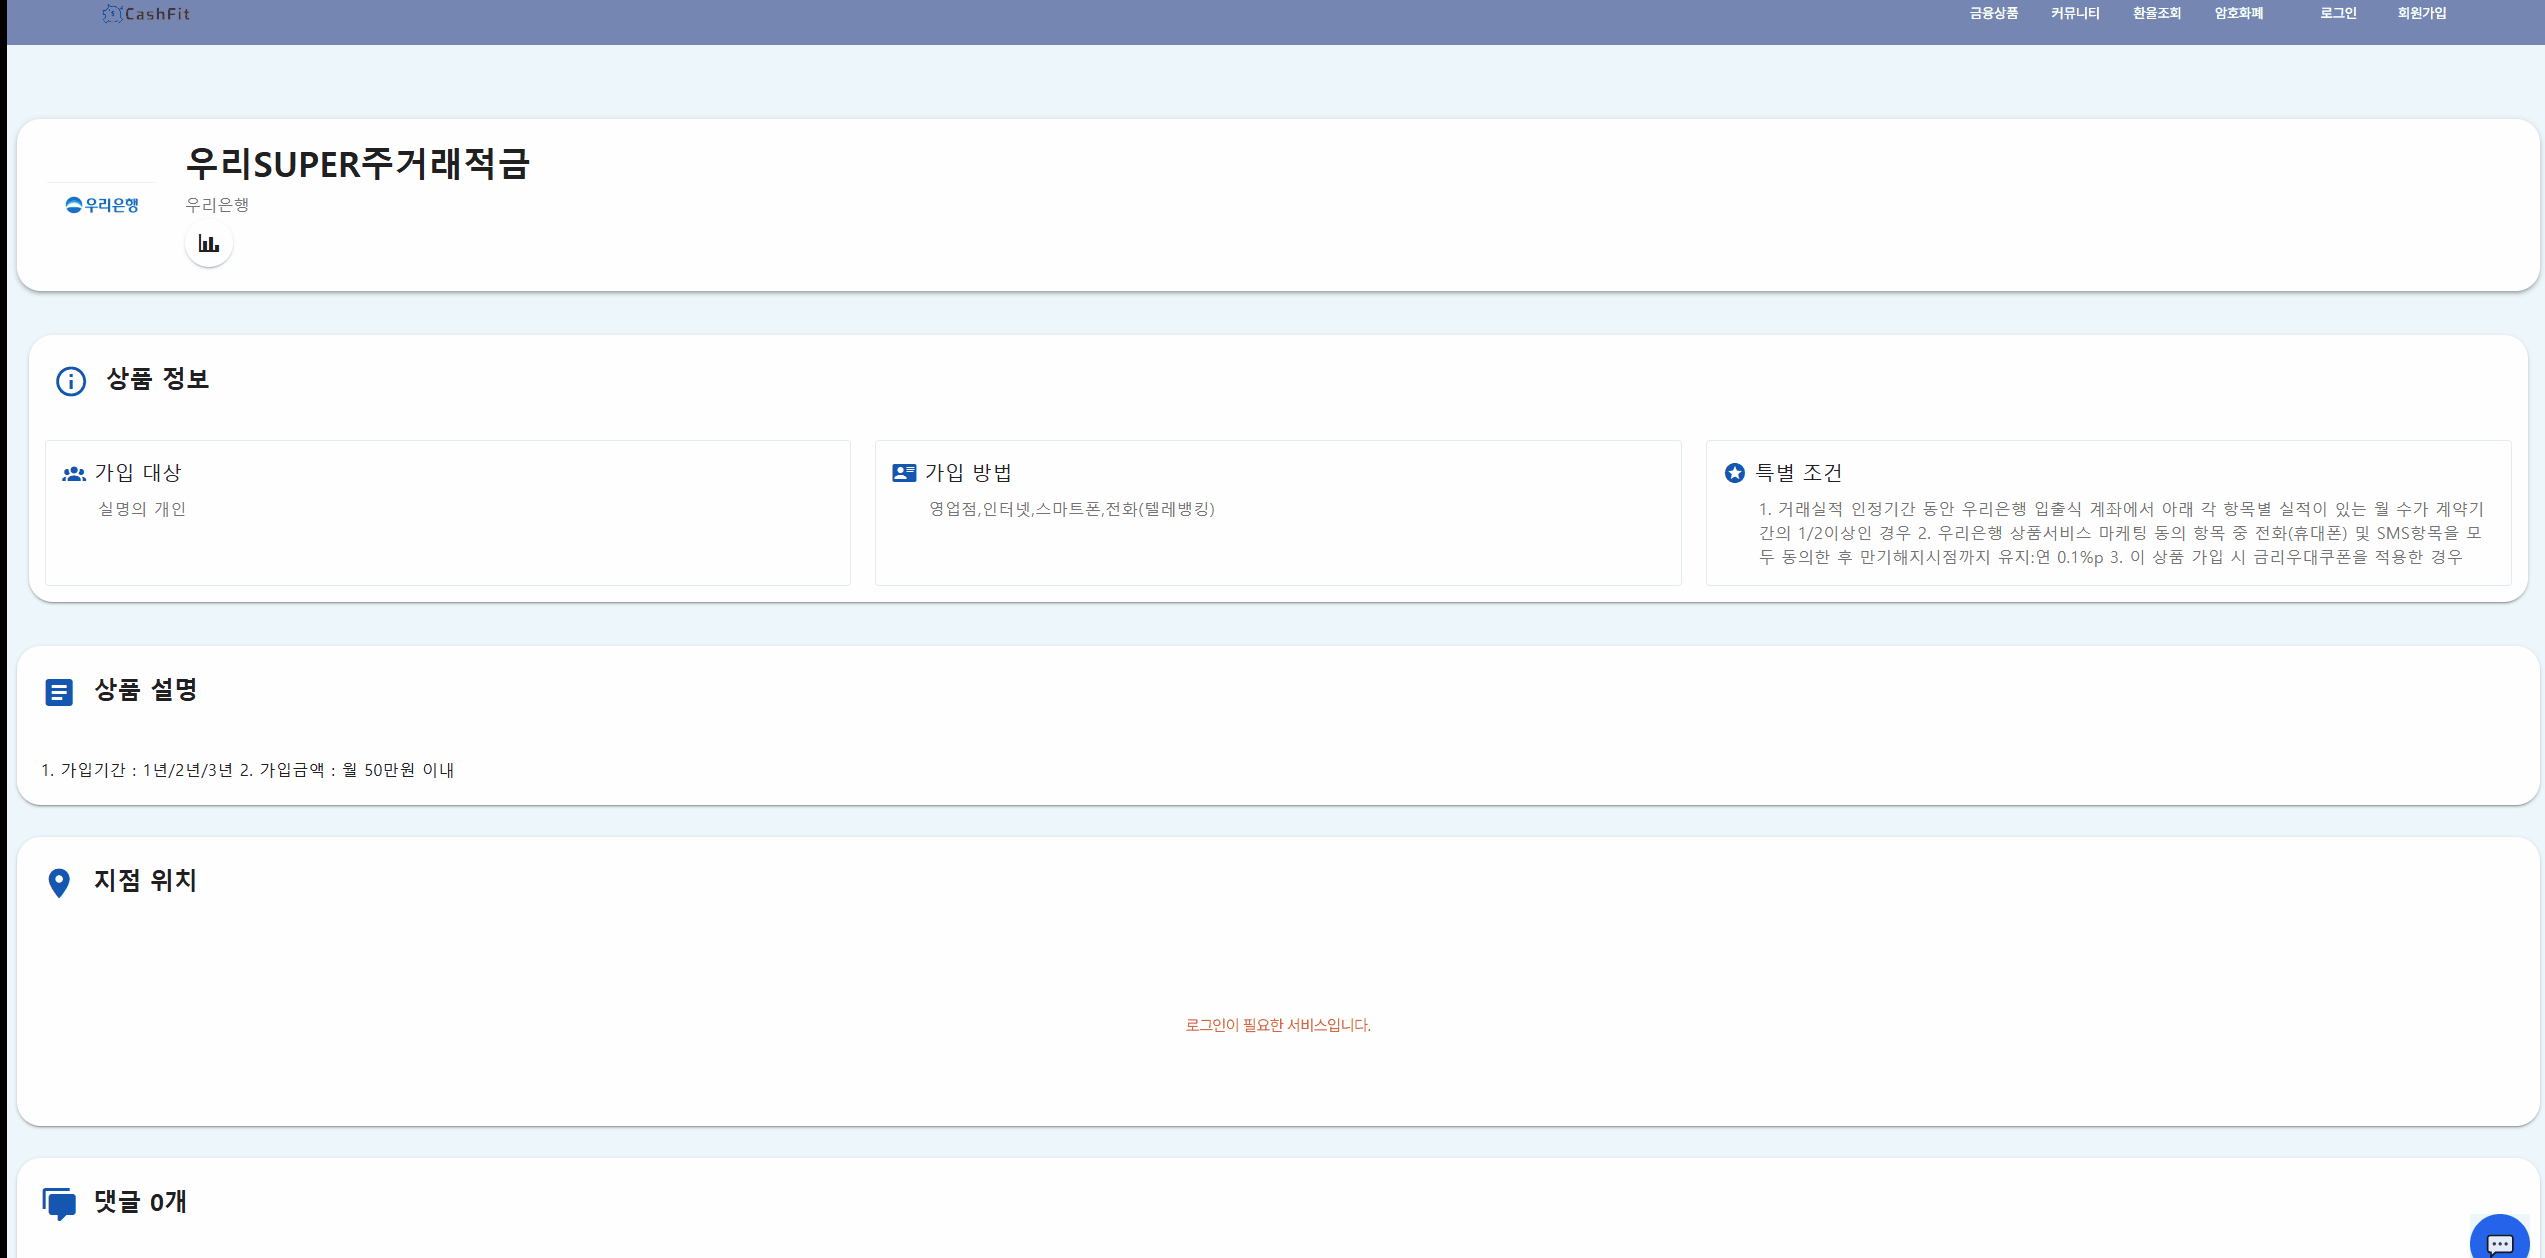 CashFit
금융상품 커뮤니티 환율조회 암호화폐 로그인 회원가입
우리SUPER주거래적금
우리은행
우리은행
상품 정보
가입 대상
실명의 개인
가입 방법
영업점,인터넷,스마트폰,전화(텔레뱅킹)
특별 조건
1. 거래실적 인정기간 동안 우리은행 입출식 계좌에서 아래 각 항목별 실적이 있는 월 수가 계약기
간의 1/2이상인 경우 2. 우리은행 상품서비스 마케팅 동의 항목 중 전화(휴대폰) 및 SMS항목을 모
두 동의한 후 만기해지시점까지 유지:연 0.1%p 3. 이 상품 가입 시 금리우대쿠폰을 적용한 경우
상품 설명
1. 가입기간 : 1년/2년/3년 2. 가입금액 : 월 50만원 이내
지점 위치
로그인이 필요한 서비스입니다.
댓글 0개